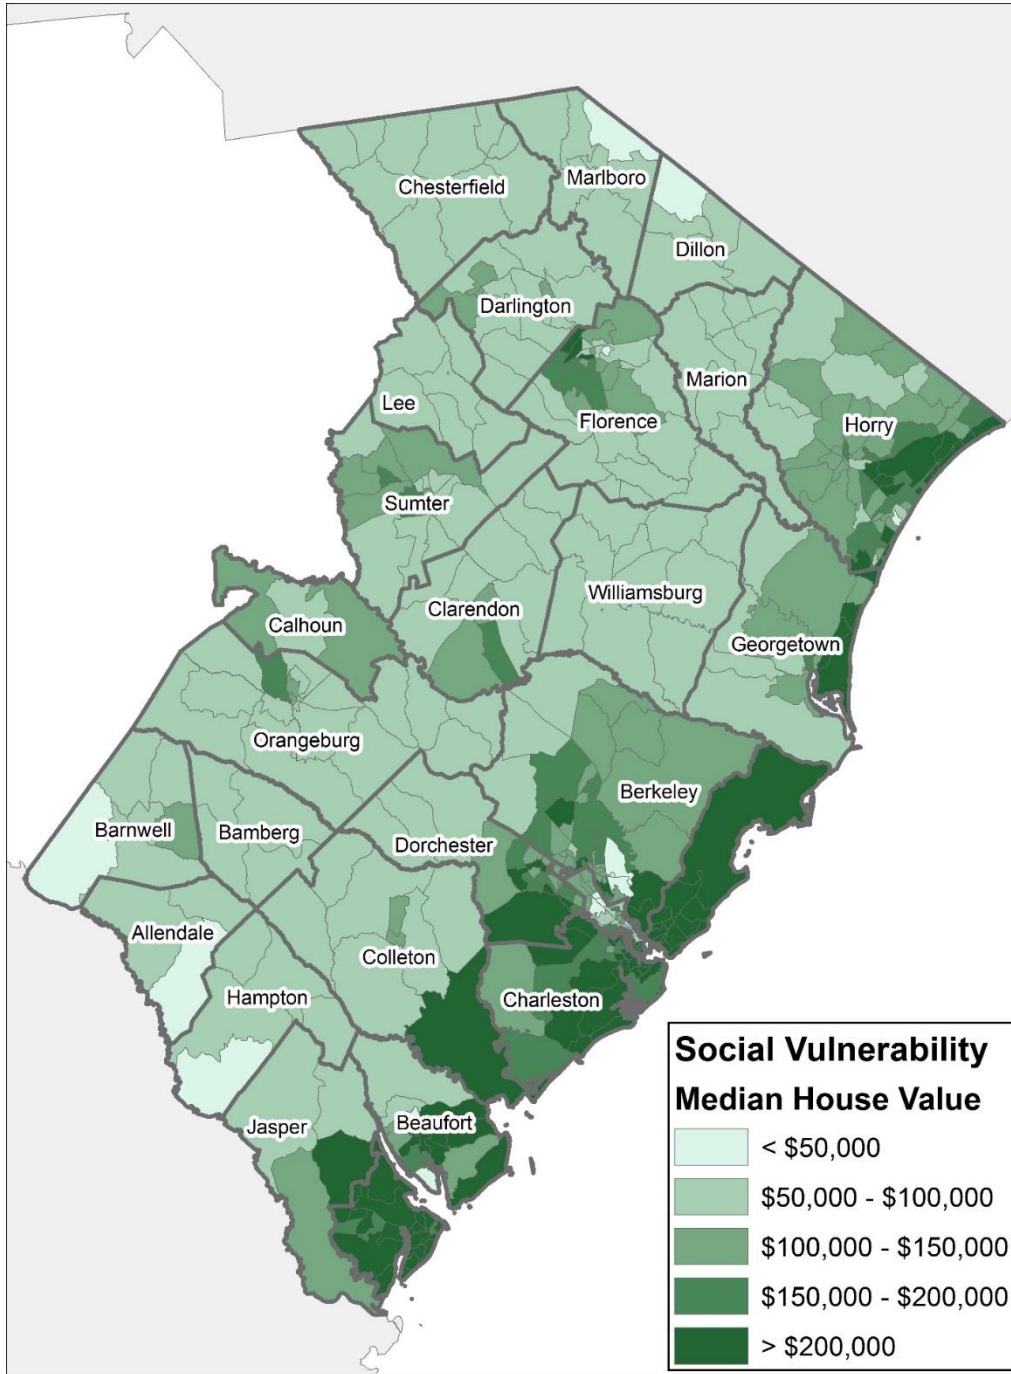 Chesterfield
Marlboro
Dillon
Darlington
Marion
Lee
Florence
Horry
Sumter
Williamsburg
Clarendon
Calhoun
Georgetown
Orangeburg
Berkeley
Barnwell
Bamberg
Dorchester
Allendale
Colleton
Hampton
Charleston
Jasper
Beaufort
Social Vulnerability
Median House Value
< $50,000
$50,000 - $100,000
$100,000 - $150,000
$150,000 - $200,000
> $200,000